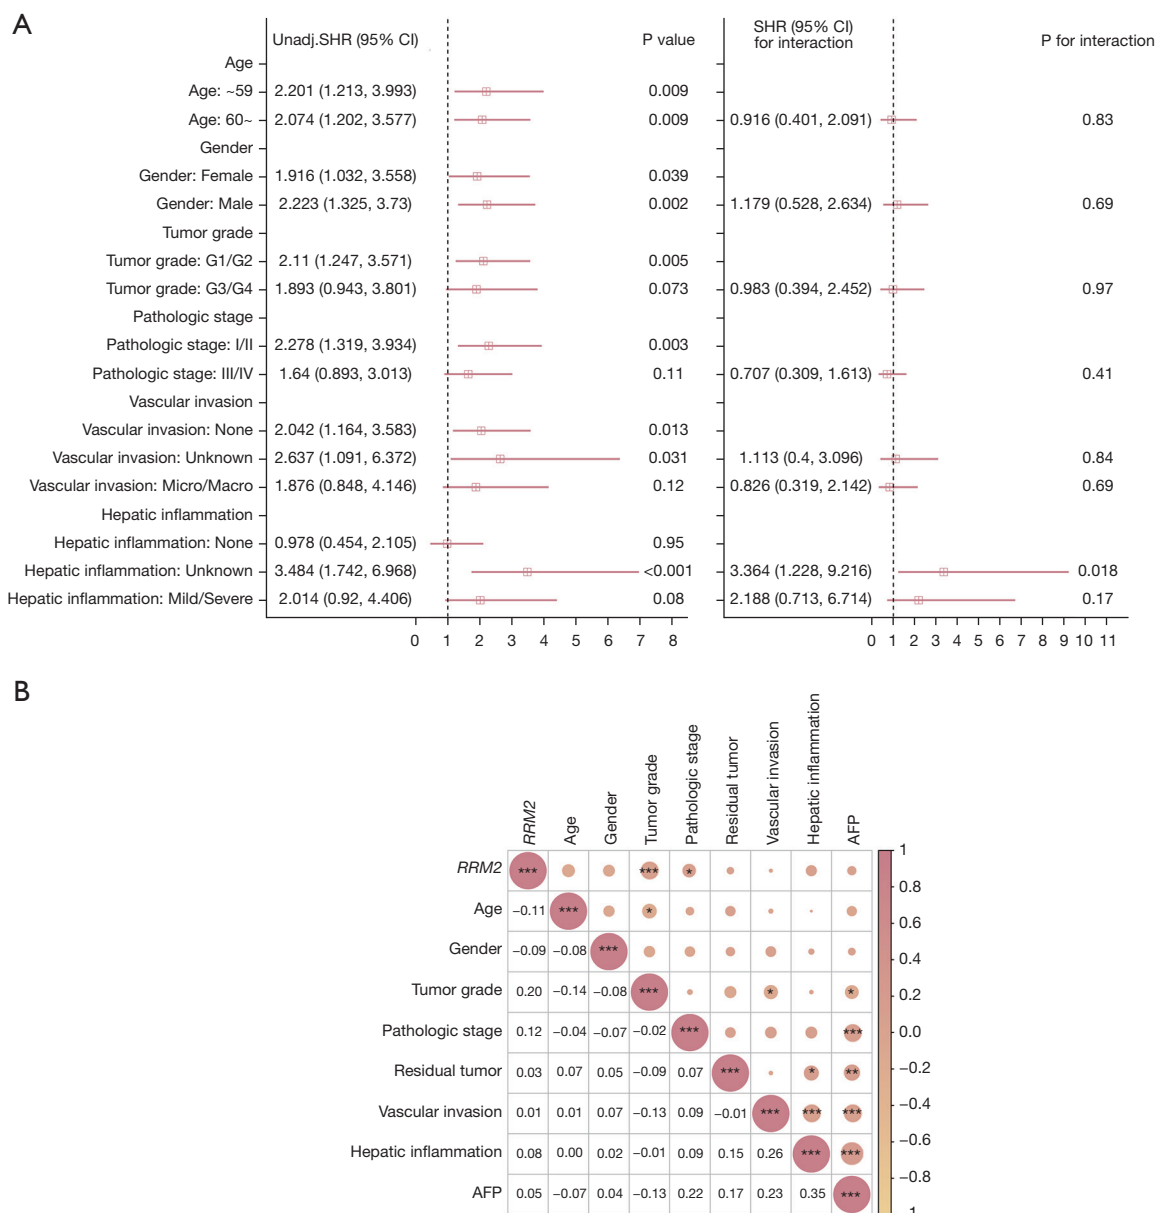 A
Unadj.SHR (95% CI) P value SHR (95% CI) for interaction P for interaction
Age
Age: ~59 2.201 (1.213, 3.993) 0.009
Age: 60~ 2.074 (1.202, 3.577) 0.009 0.916 (0.401, 2.091) 0.83
Gender
Gender: Female 1.916 (1.032, 3.558) 0.039
Gender: Male 2.223 (1.325, 3.73) 0.002 1.179 (0.528, 2.634) 0.69
Tumor grade
Tumor grade: G1/G2 2.11 (1.247, 3.571) 0.005
Tumor grade: G3/G4 1.893 (0.943, 3.801) 0.073 0.983 (0.394, 2.452) 0.97
Pathologic stage
Pathologic stage: I/II 2.278 (1.319, 3.934) 0.003
Pathologic stage: III/IV 1.64 (0.893, 3.013) 0.11 0.707 (0.309, 1.613) 0.41
Vascular invasion
Vascular invasion: None 2.042 (1.164, 3.583) 0.013
Vascular invasion: Unknown 2.637 (1.091, 6.372) 0.031 1.113 (0.4, 3.096) 0.84
Vascular invasion: Micro/Macro 1.876 (0.848, 4.146) 0.12 0.826 (0.319, 2.142) 0.69
Hepatic inflammation
Hepatic inflammation: None 0.978 (0.454, 2.105) 0.95
Hepatic inflammation: Unknown 3.484 (1.742, 6.968) <0.001 3.364 (1.228, 9.216) 0.018
Hepatic inflammation: Mild/Severe 2.014 (0.92, 4.406) 0.08 2.188 (0.713, 6.714) 0.17
0 1 2 3 4 5 6 7 8 0 1 2 3 4 5 6 7 8 9 10 11
B
RRM2 Age Gender Tumor grade Pathologic stage Residual tumor Vascular invasion Hepatic inflammation AFP
RRM2 *** *** *
Age −0.11 *** *
Gender −0.09 −0.08 ***
Tumor grade 0.20 −0.14 −0.08 *** * *
Pathologic stage 0.12 −0.04 −0.07 −0.02 *** ***
Residual tumor 0.03 0.07 0.05 −0.09 0.07 *** * **
Vascular invasion 0.01 0.01 0.07 −0.13 0.09 −0.01 *** *** ***
Hepatic inflammation 0.08 0.00 0.02 −0.01 0.09 0.15 0.26 *** ***
AFP 0.05 −0.07 0.04 −0.13 0.22 0.17 0.23 0.35 ***
1
0.8
0.6
0.4
0.2
0.0
−0.2
−0.4
−0.6
−0.8
−1